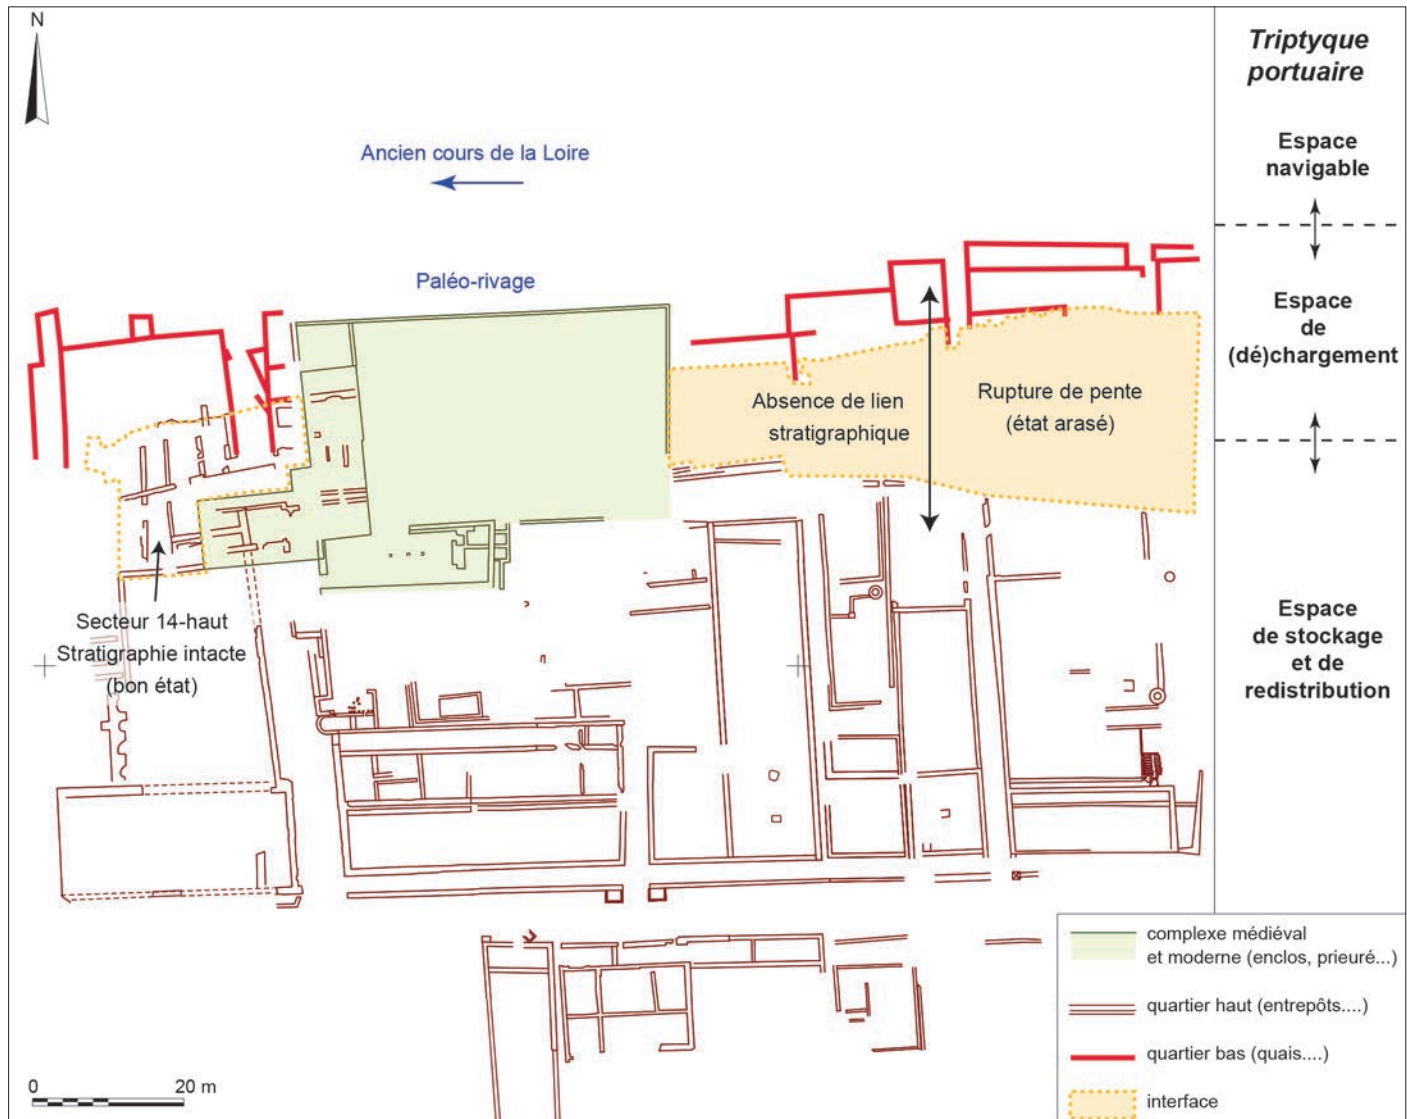 N
Triptyque
portuaire
Ancien cours de la Loire
Espace
navigable
Paléo-rivage
Espace
de
(dé)chargement
Absence de lien
stratigraphique
Rupture de pente
(état arasé)
Secteur 14-haut
Stratigraphie intacte
(bon état)
Espace
de stockage
et de
redistribution
complexe médiéval
et moderne (enclos, prieuré...)
quartier haut (entrepôts....)
quartier bas (quais....)
interface
0 20 m